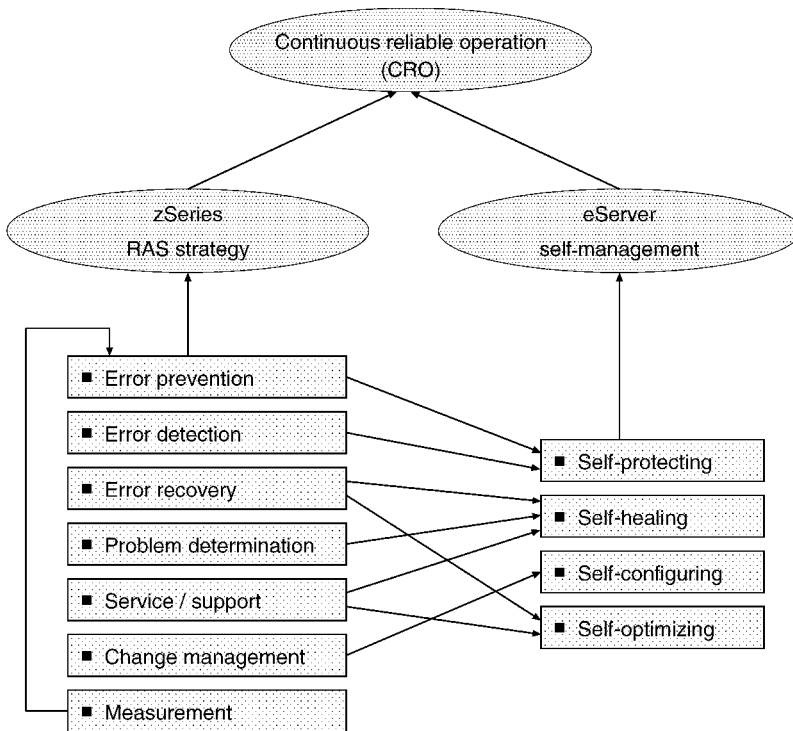 Continuous reliable operation
(CRO)
zSeries
RAS strategy
eServer
self-management
■ Error prevention
■ Error detection
■ Error recovery
■ Problem determination
■ Service / support
■ Change management
■ Measurement
■ Self-protecting
■ Self-healing
■ Self-configuring
■ Self-optimizing